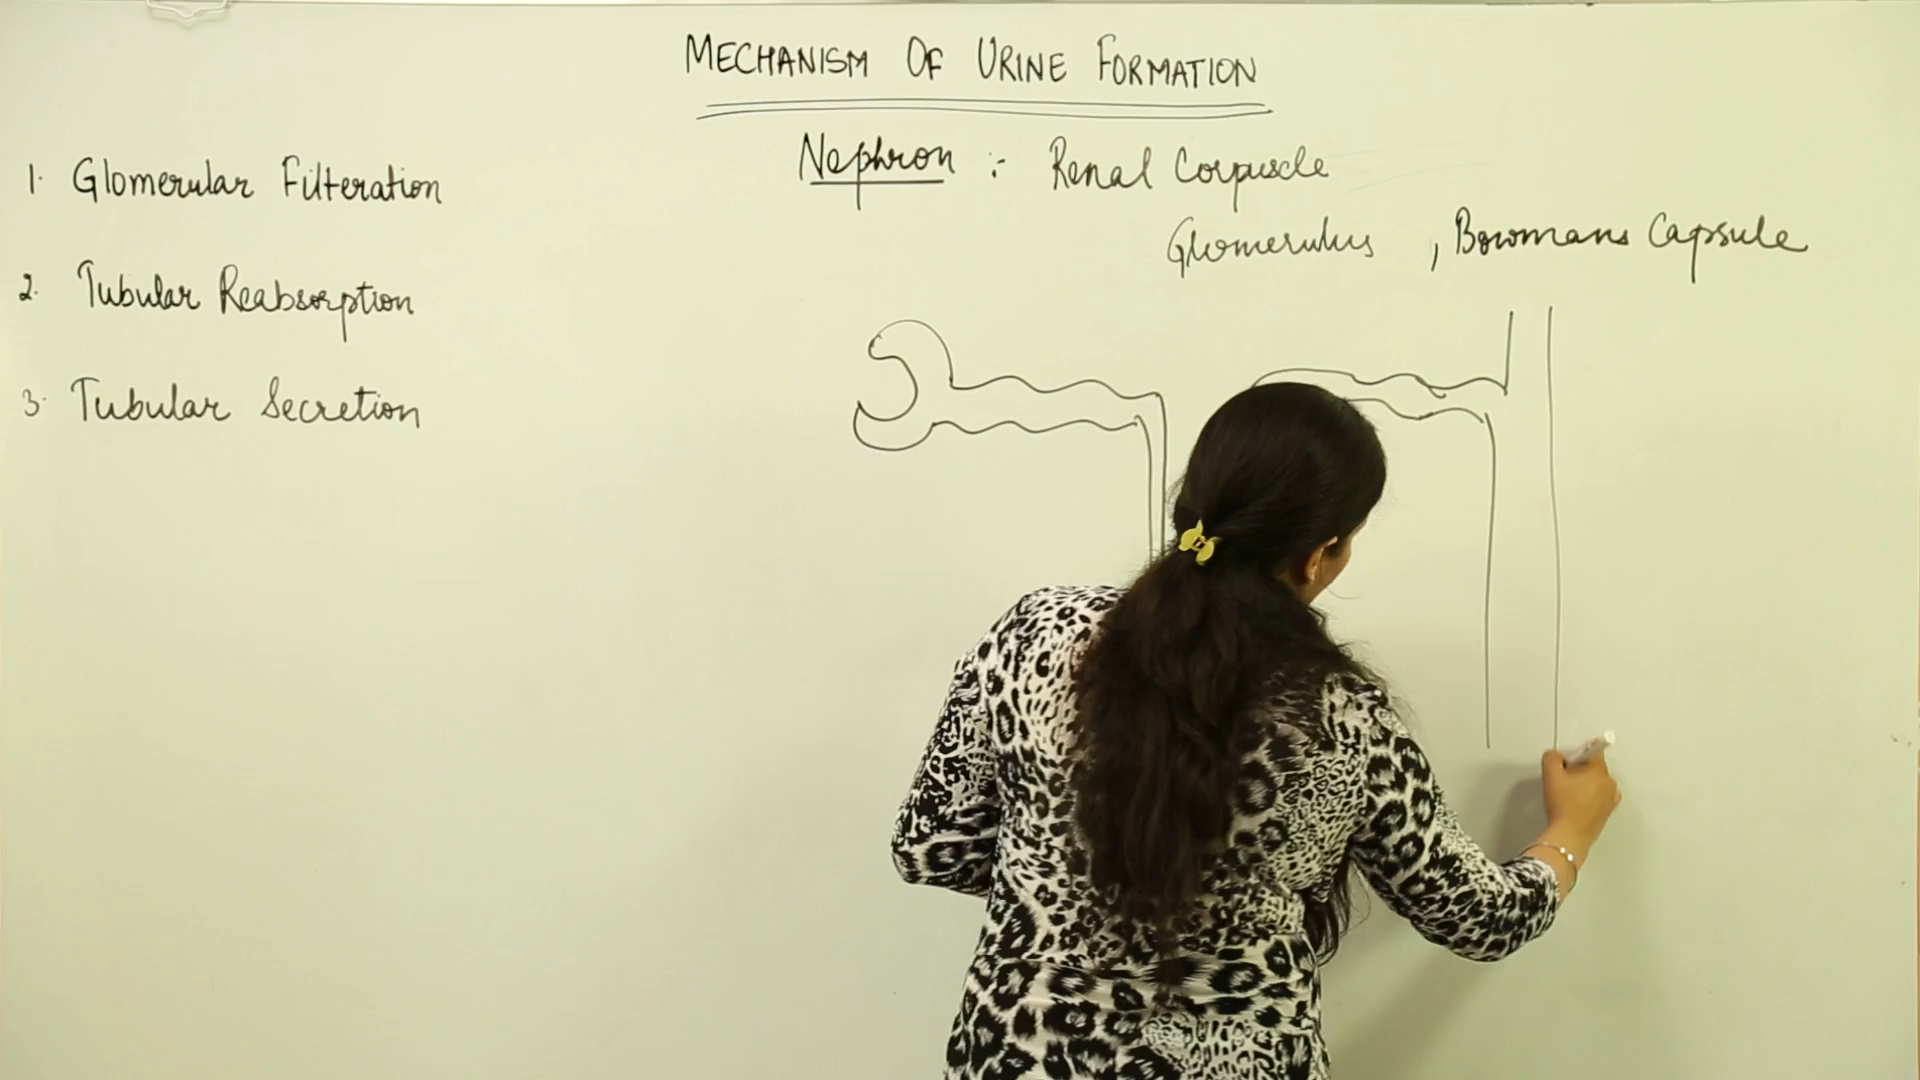 MECHANISM OF URINE FORMATION
Nephron :- Renal Corpuscle
Glomerulus , Bowmans Capsule
1. Glomerular Filteration
2. Tubular Reabsorption
3. Tubular Secretion